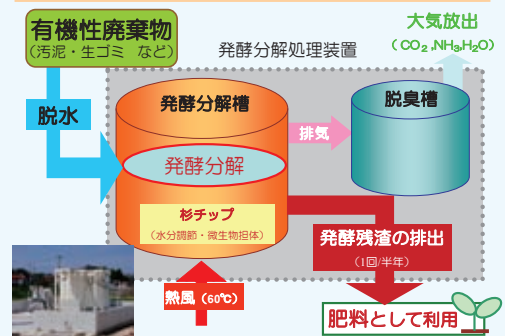 有機性廃棄物
（汚泥・生ゴミ　など）
大気放出
（CO₂ ,NH₃,H₂O）
発酵分解処理装置
脱水
発酵分解槽
脱臭槽
排気
発酵分解
杉チップ
（水分調節・微生物担体）
発酵残渣の排出
（1回/半年）
熱風（60℃）
肥料として利用